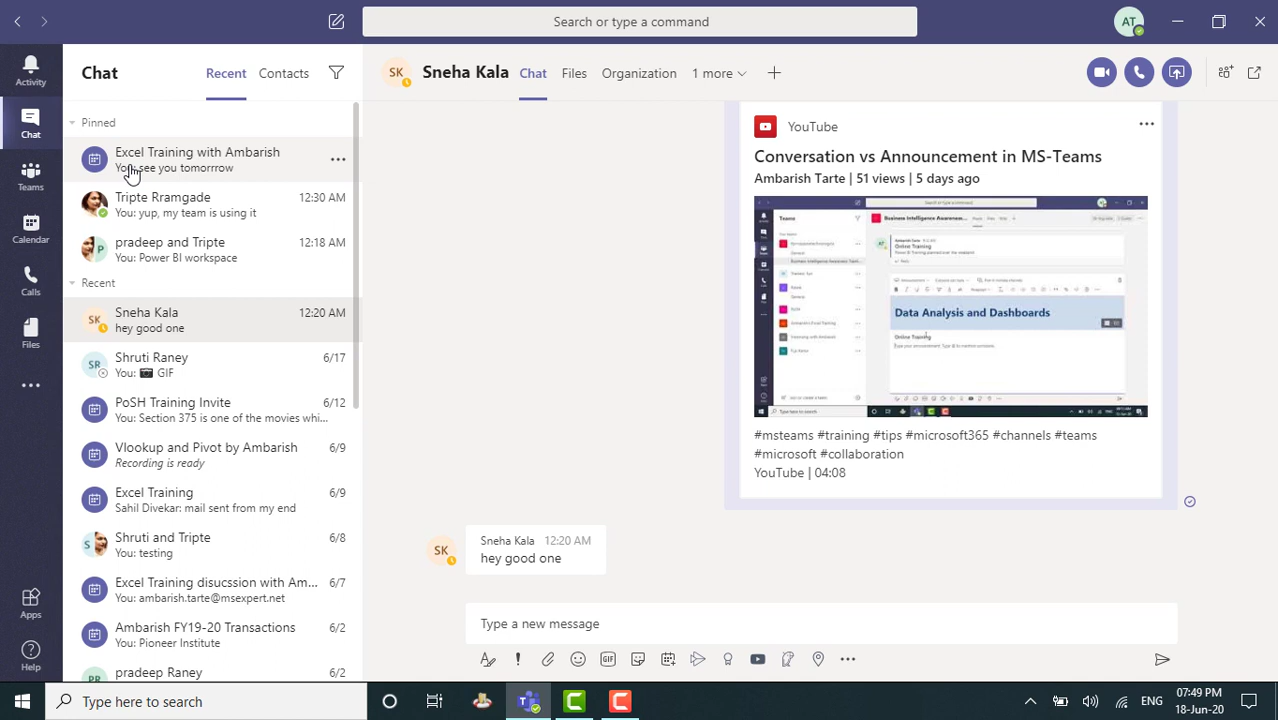 Search or type a command
AT
Activity
Chat
Teams
Calendar
Calls
Files
Apps
Help
Chat
Recent
Contacts
Pinned
Excel Training with Ambarish
You: see you tomorrrow
Tripte Rramgade 12:30 AM
You: yup, my team is using it
pradeep and Tripte 12:18 AM
You: Power BI workspace
Recent
Sneha Kala 12:20 AM
hey good one
Shruti Raney 6/17
You: GIF
PoSH Training Invite 6/12
You: Section 375 one of the movies whi...
Vlookup and Pivot by Ambarish 6/9
Recording is ready
Excel Training 6/9
Sahil Divekar: mail sent from my end
Shruti and Tripte 6/8
You: testing
Excel Training disucssion with Am... 6/7
You: ambarish.tarte@msexpert.net
Ambarish FY19-20 Transactions 6/2
You: Pioneer Institute
pradeep Raney 6/2
SK
Sneha Kala
Chat
Files
Organization
1 more
YouTube
Conversation vs Announcement in MS-Teams
Ambarish Tarte | 51 views | 5 days ago
Teams
Data Analysis and Dashboards
Online Training
#msteams #training #tips #microsoft365 #channels #teams
#microsoft #collaboration
YouTube | 04:08
SK
Sneha Kala 12:20 AM
hey good one
Type a new message
GIF
Type here to search
ENG
07:49 PM
18-Jun-20